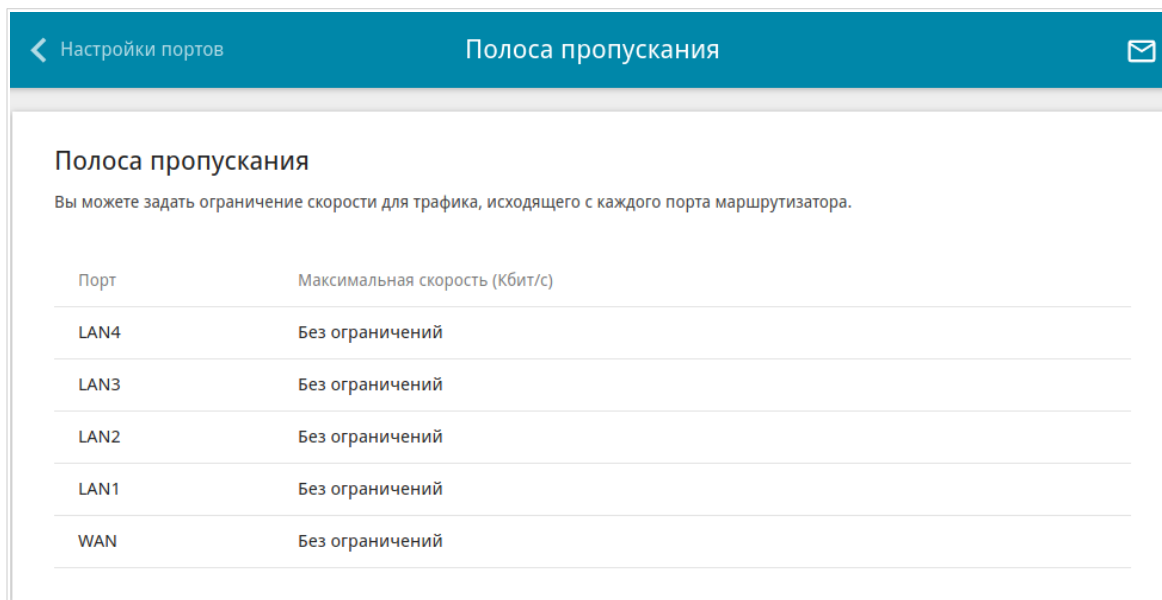 Настройки портов
Полоса пропускания
Полоса пропускания
Вы можете задать ограничение скорости для трафика, исходящего с каждого порта маршрутизатора.
Порт Максимальная скорость (Кбит/с)
LAN4 Без ограничений
LAN3 Без ограничений
LAN2 Без ограничений
LAN1 Без ограничений
WAN Без ограничений